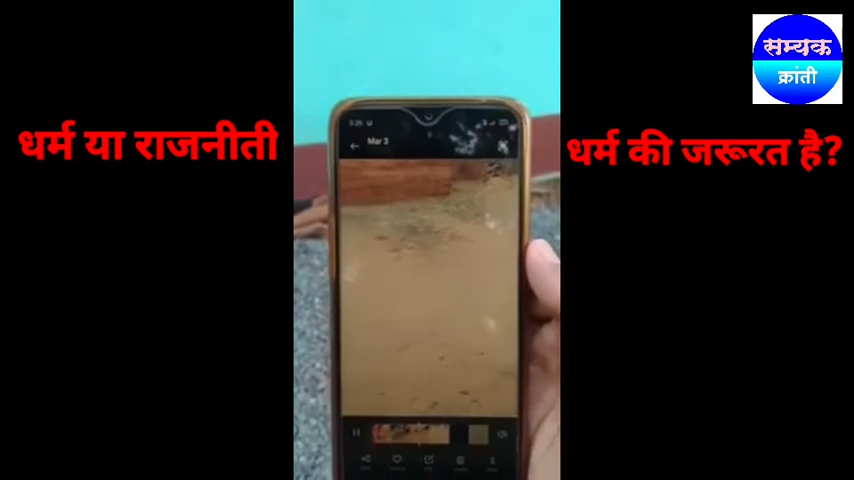 सम्यक
क्रांती
धर्म या राजनीती
धर्म की जरूरत है?
Mar 3